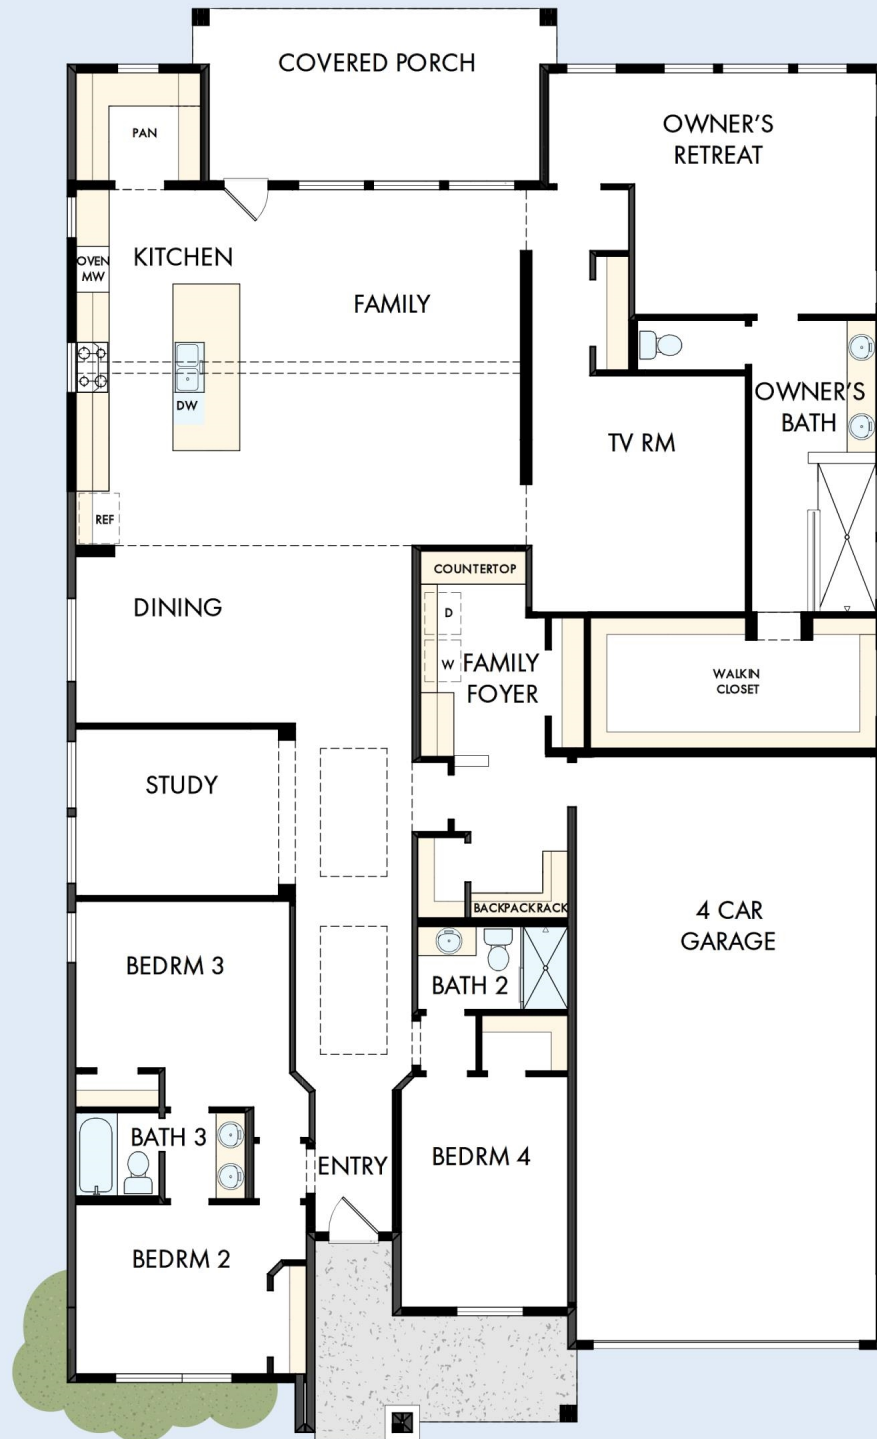 COVERED PORCH
OWNER'S
RETREAT
PAN
KITCHEN
OVEN
MW
FAMILY
DW
OWNER'S
BATH
TV RM
REF
COUNTERTOP
DINING
D
W
FAMILY
FOYER
WALKIN
CLOSET
STUDY
BACKPACKRACK
4 CAR
GARAGE
BEDRM 3
BATH 2
BATH 3
ENTRY
BEDRM 4
BEDRM 2